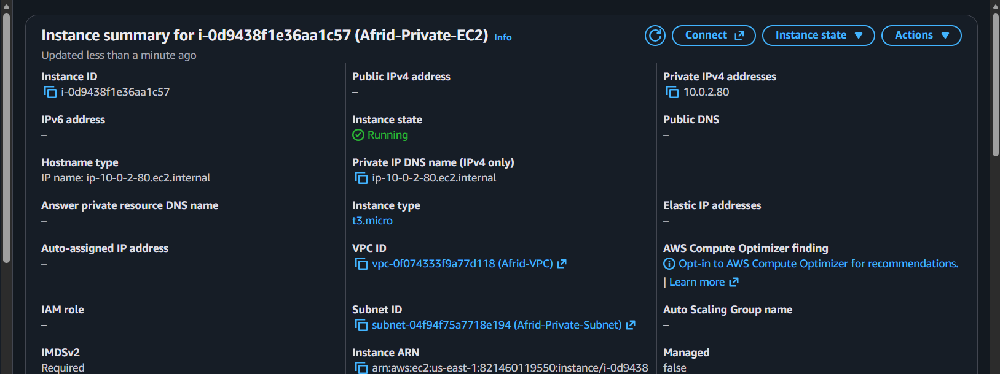 Instance summary for i-0d9438f1e36aa1c57 (Afrid-Private-EC2) Info
Connect
Instance state
Actions
Updated less than a minute ago
Instance ID
i-0d9438f1e36aa1c57
Public IPv4 address
–
Private IPv4 addresses
10.0.2.80
IPv6 address
–
Instance state
Running
Public DNS
–
Hostname type
IP name: ip-10-0-2-80.ec2.internal
Private IP DNS name (IPv4 only)
ip-10-0-2-80.ec2.internal
Answer private resource DNS name
–
Instance type
t3.micro
Elastic IP addresses
–
Auto-assigned IP address
–
VPC ID
vpc-0f074333f9a77d118 (Afrid-VPC)
AWS Compute Optimizer finding
Opt-in to AWS Compute Optimizer for recommendations.
| Learn more
IAM role
–
Subnet ID
subnet-04f94f75a7718e194 (Afrid-Private-Subnet)
Auto Scaling Group name
–
IMDSv2
Required
Instance ARN
arn:aws:ec2:us-east-1:821460119550:instance/i-0d9438
Managed
false